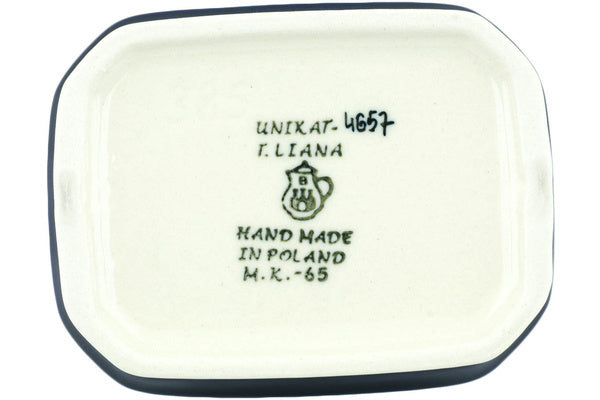 UNIKAT-4657
T. LIANA
B
HAND MADE
IN POLAND
M.K.-65